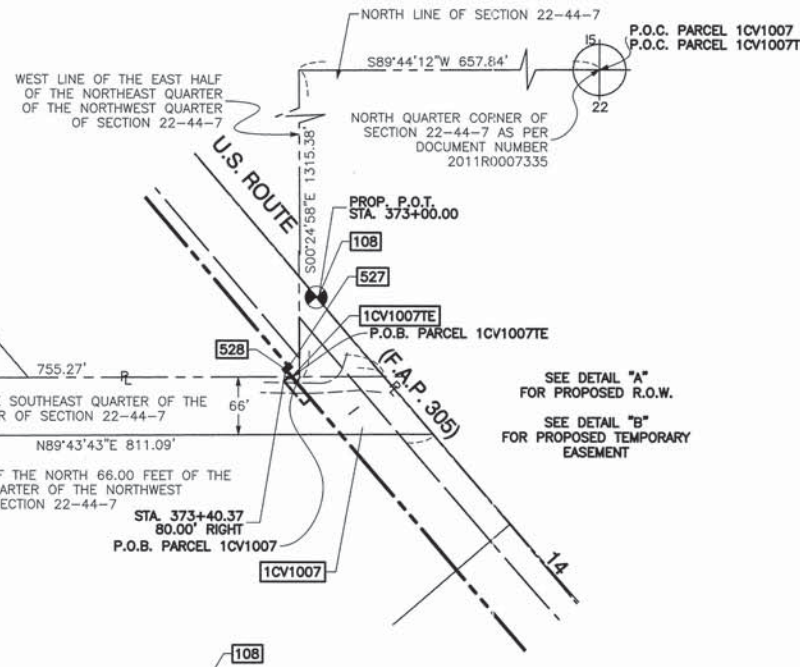 NORTH LINE OF SECTION 22-44-7
P.O.C. PARCEL 1CV1007
P.O.C. PARCEL 1CV1007T
15
22
S89°44'12"W 657.84'
WEST LINE OF THE EAST HALF
OF THE NORTHEAST QUARTER
OF THE NORTHWEST QUARTER
OF SECTION 22-44-7
NORTH QUARTER CORNER OF
SECTION 22-44-7 AS PER
DOCUMENT NUMBER
2011R0007335
S00°24'58"E 1315.38'
U.S. ROUTE
PROP. P.O.T.
STA. 373+00.00
108
527
1CV1007TE
P.O.B. PARCEL 1CV1007TE
528
(F.A.P. 305)
755.27'
PL
SEE DETAIL "A"
FOR PROPOSED R.O.W.
SOUTHEAST QUARTER OF THE
R OF SECTION 22-44-7
66'
SEE DETAIL "B"
FOR PROPOSED TEMPORARY
EASEMENT
N89°43'43"E 811.09'
F THE NORTH 66.00 FEET OF THE
ARTER OF THE NORTHWEST
ECTION 22-44-7
STA. 373+40.37
80.00' RIGHT
P.O.B. PARCEL 1CV1007
1CV1007
14
108